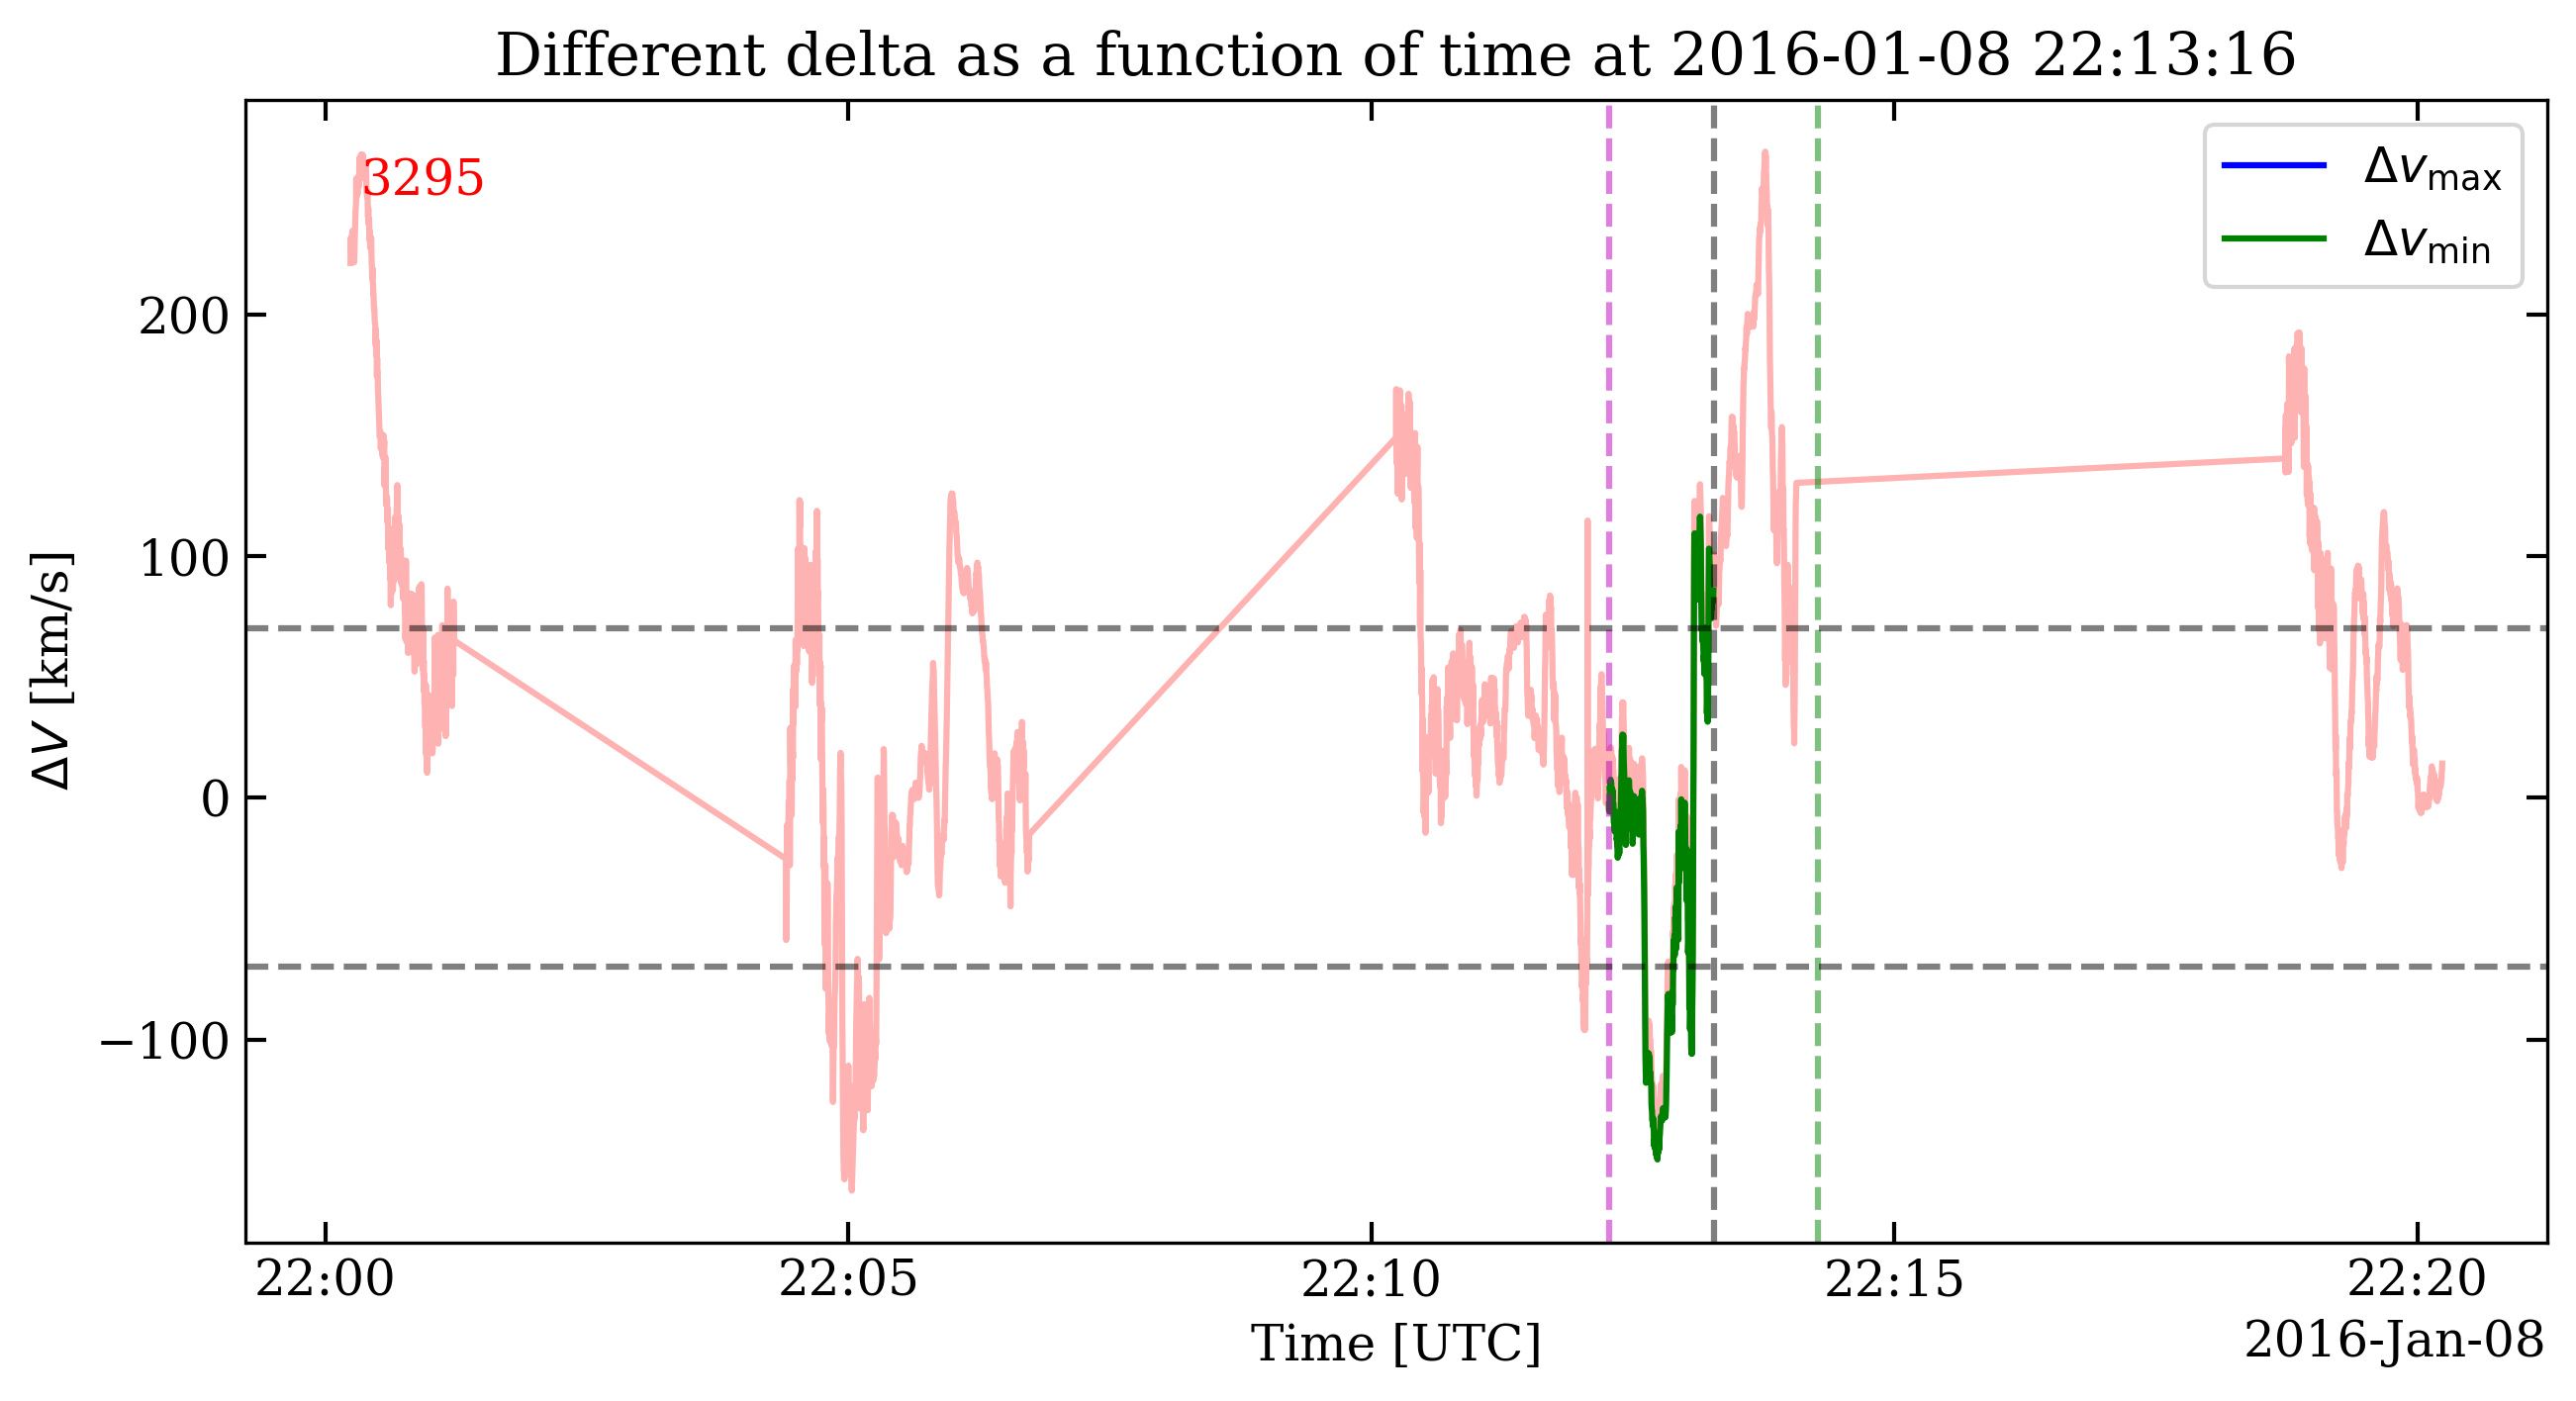 Different delta as a function of time at 2016-01-08 22:13:16
3295
Δv_max
Δv_min
200
100
0
−100
ΔV [km/s]
22:00 22:05 22:10 22:15 22:20
Time [UTC]
2016-Jan-08